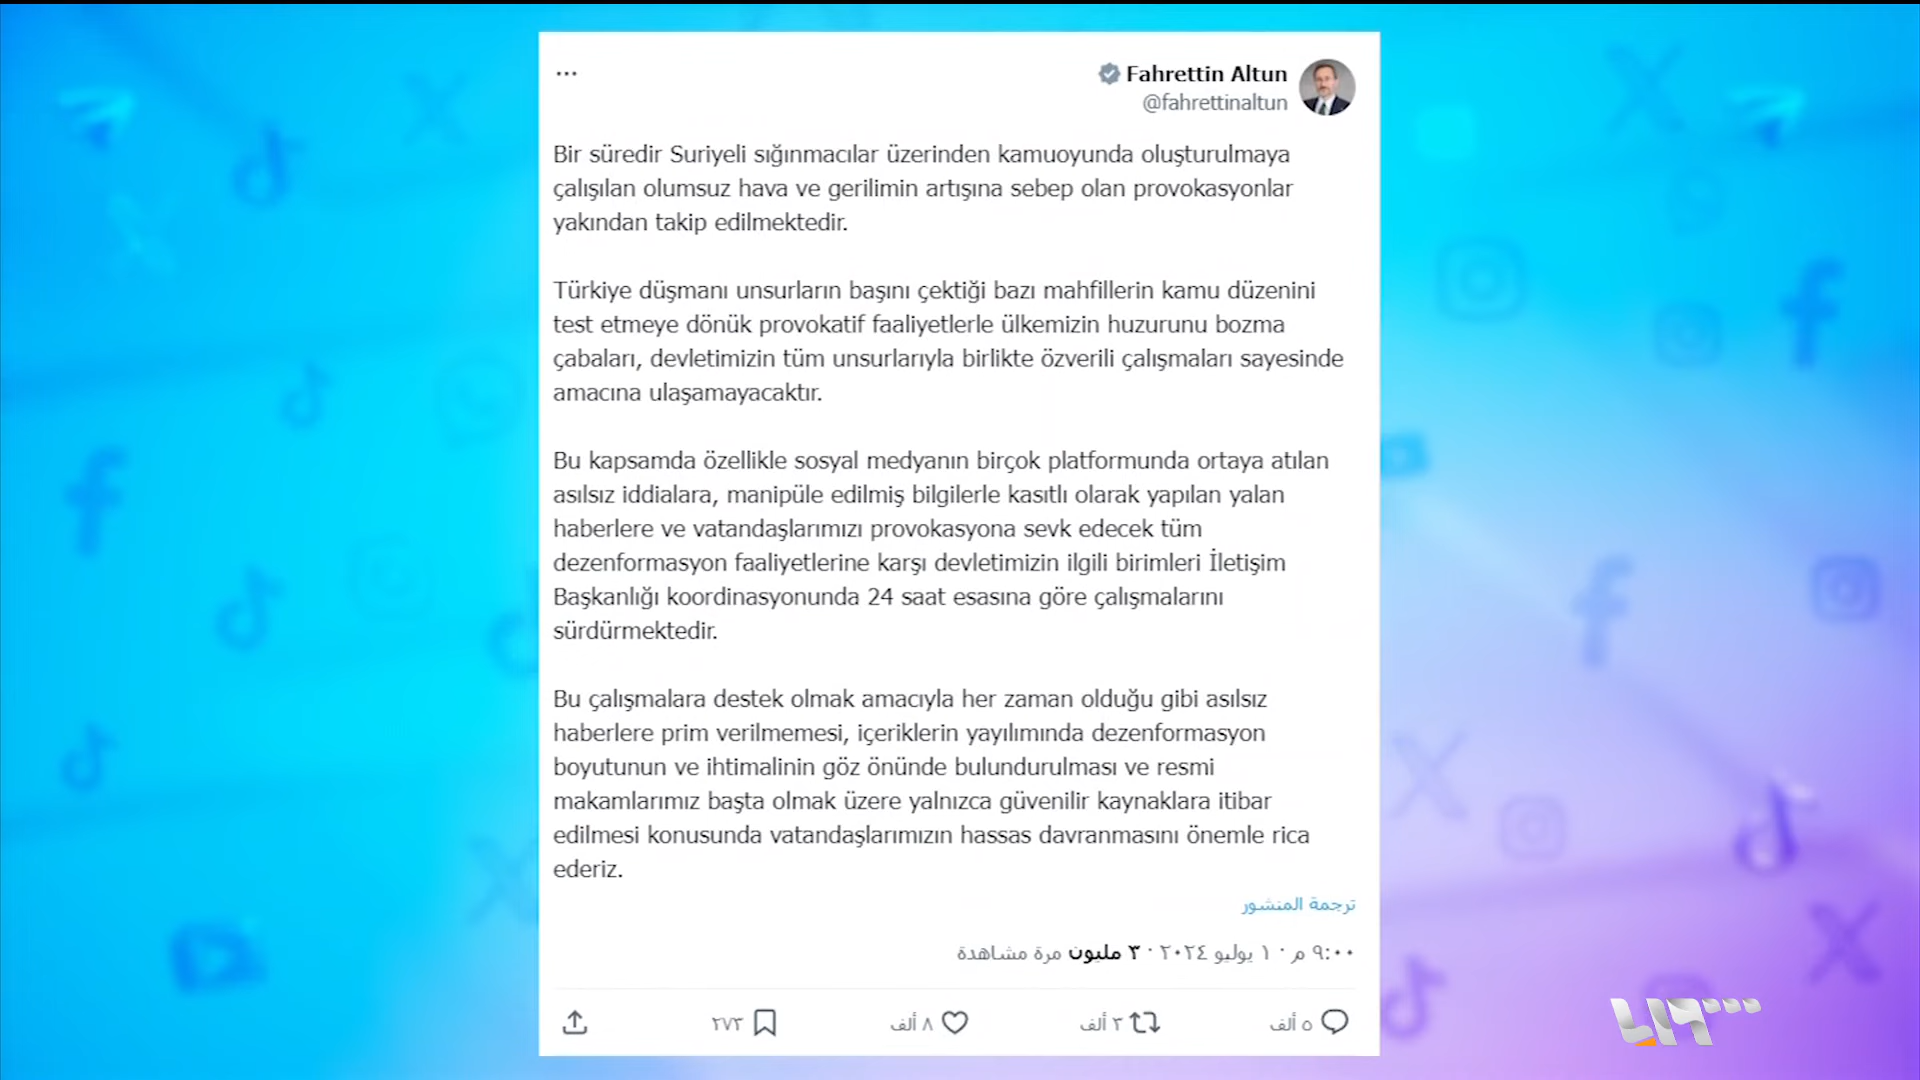 Fahrettin Altun
@fahrettinaltun
Bir süredir Suriyeli sığınmacılar üzerinden kamuoyunda oluşturulmaya
çalışılan olumsuz hava ve gerilimin artışına sebep olan provokasyonlar
yakından takip edilmektedir.
Türkiye düşmanı unsurların başını çektiği bazı mahfillerin kamu düzenini
test etmeye dönük provokatif faaliyetlerle ülkemizin huzurunu bozma
çabaları, devletimizin tüm unsurlarıyla birlikte özverili çalışmaları sayesinde
amacına ulaşamayacaktır.
Bu kapsamda özellikle sosyal medyanın birçok platformunda ortaya atılan
asılsız iddialara, manipüle edilmiş bilgilerle kasıtlı olarak yapılan yalan
haberlere ve vatandaşlarımızı provokasyona sevk edecek tüm
dezenformasyon faaliyetlerine karşı devletimizin ilgili birimleri İletişim
Başkanlığı koordinasyonunda 24 saat esasına göre çalışmalarını
sürdürmektedir.
Bu çalışmalara destek olmak amacıyla her zaman olduğu gibi asılsız
haberlere prim verilmemesi, içeriklerin yayılımında dezenformasyon
boyutunun ve ihtimalinin göz önünde bulundurulması ve resmi
makamlarımız başta olmak üzere yalnızca güvenilir kaynaklara itibar
edilmesi konusunda vatandaşlarımızın hassas davranmasını önemle rica
ederiz.
ترجمة المنشور
٩:٠٠ م · ١ يوليو ٢٠٢٤ · ٣ مليون مرة مشاهدة
٥ ألف ٢ ألف ٨ ألف ٢٧٣